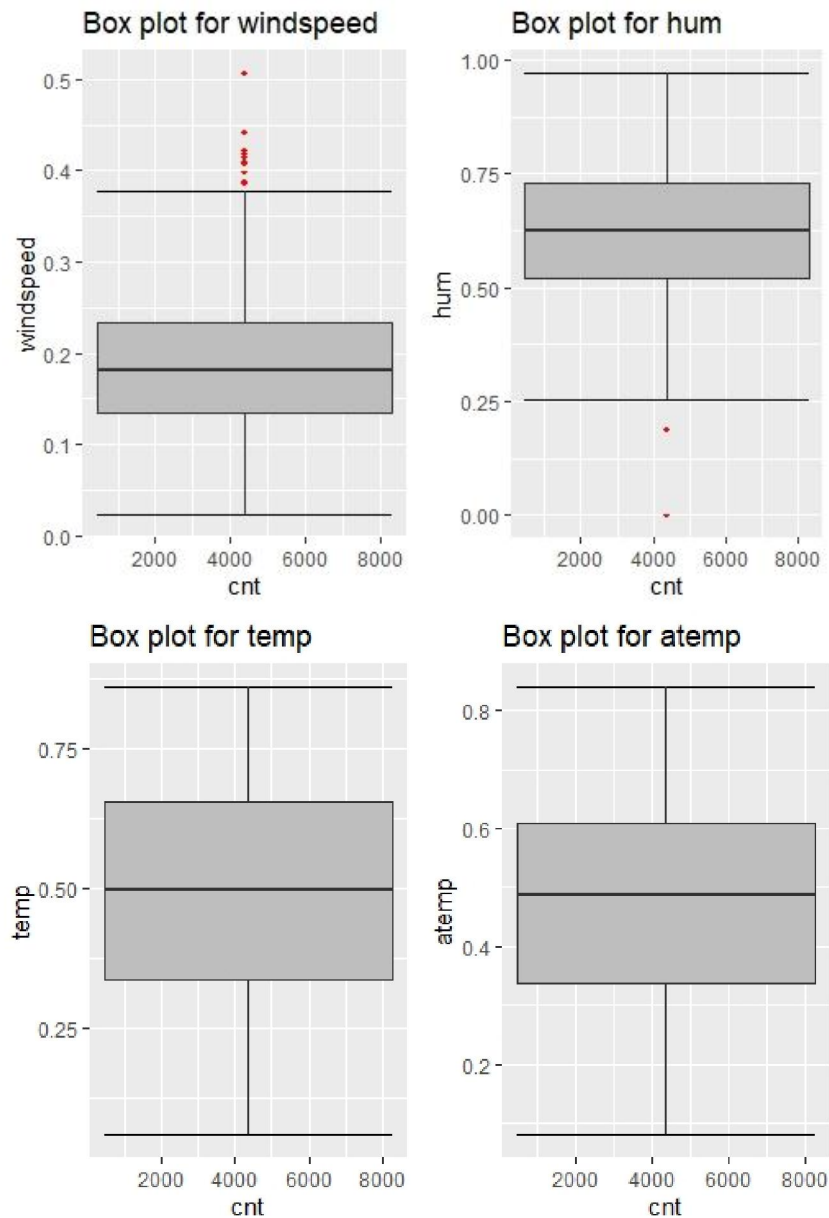 Box plot for windspeed
windspeed
0.5
0.4
0.3
0.2
0.1
0.0
2000 4000 6000 8000
cnt
Box plot for hum
hum
1.00
0.75
0.50
0.25
0.00
2000 4000 6000 8000
cnt
Box plot for temp
temp
0.75
0.50
0.25
2000 4000 6000 8000
cnt
Box plot for atemp
atemp
0.8
0.6
0.4
0.2
2000 4000 6000 8000
cnt